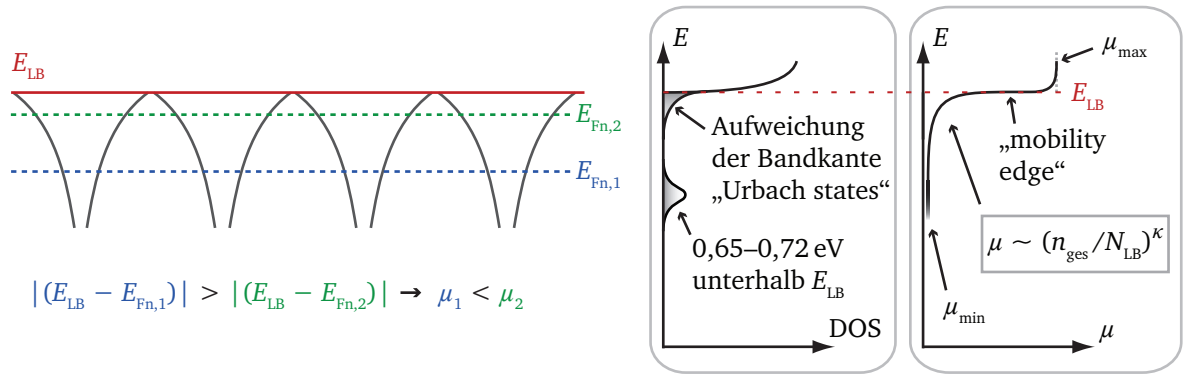 E_LB
E_Fn,2
E_Fn,1
|(E_LB − E_Fn,1)| > |(E_LB − E_Fn,2)| → μ_1 < μ_2
E
Aufweichung
der Bandkante
„Urbach states“
0,65–0,72 eV
unterhalb E_LB
DOS
E
μ_max
E_LB
„mobility
edge“
μ ~ (n_ges/N_LB)^κ
μ_min
μ